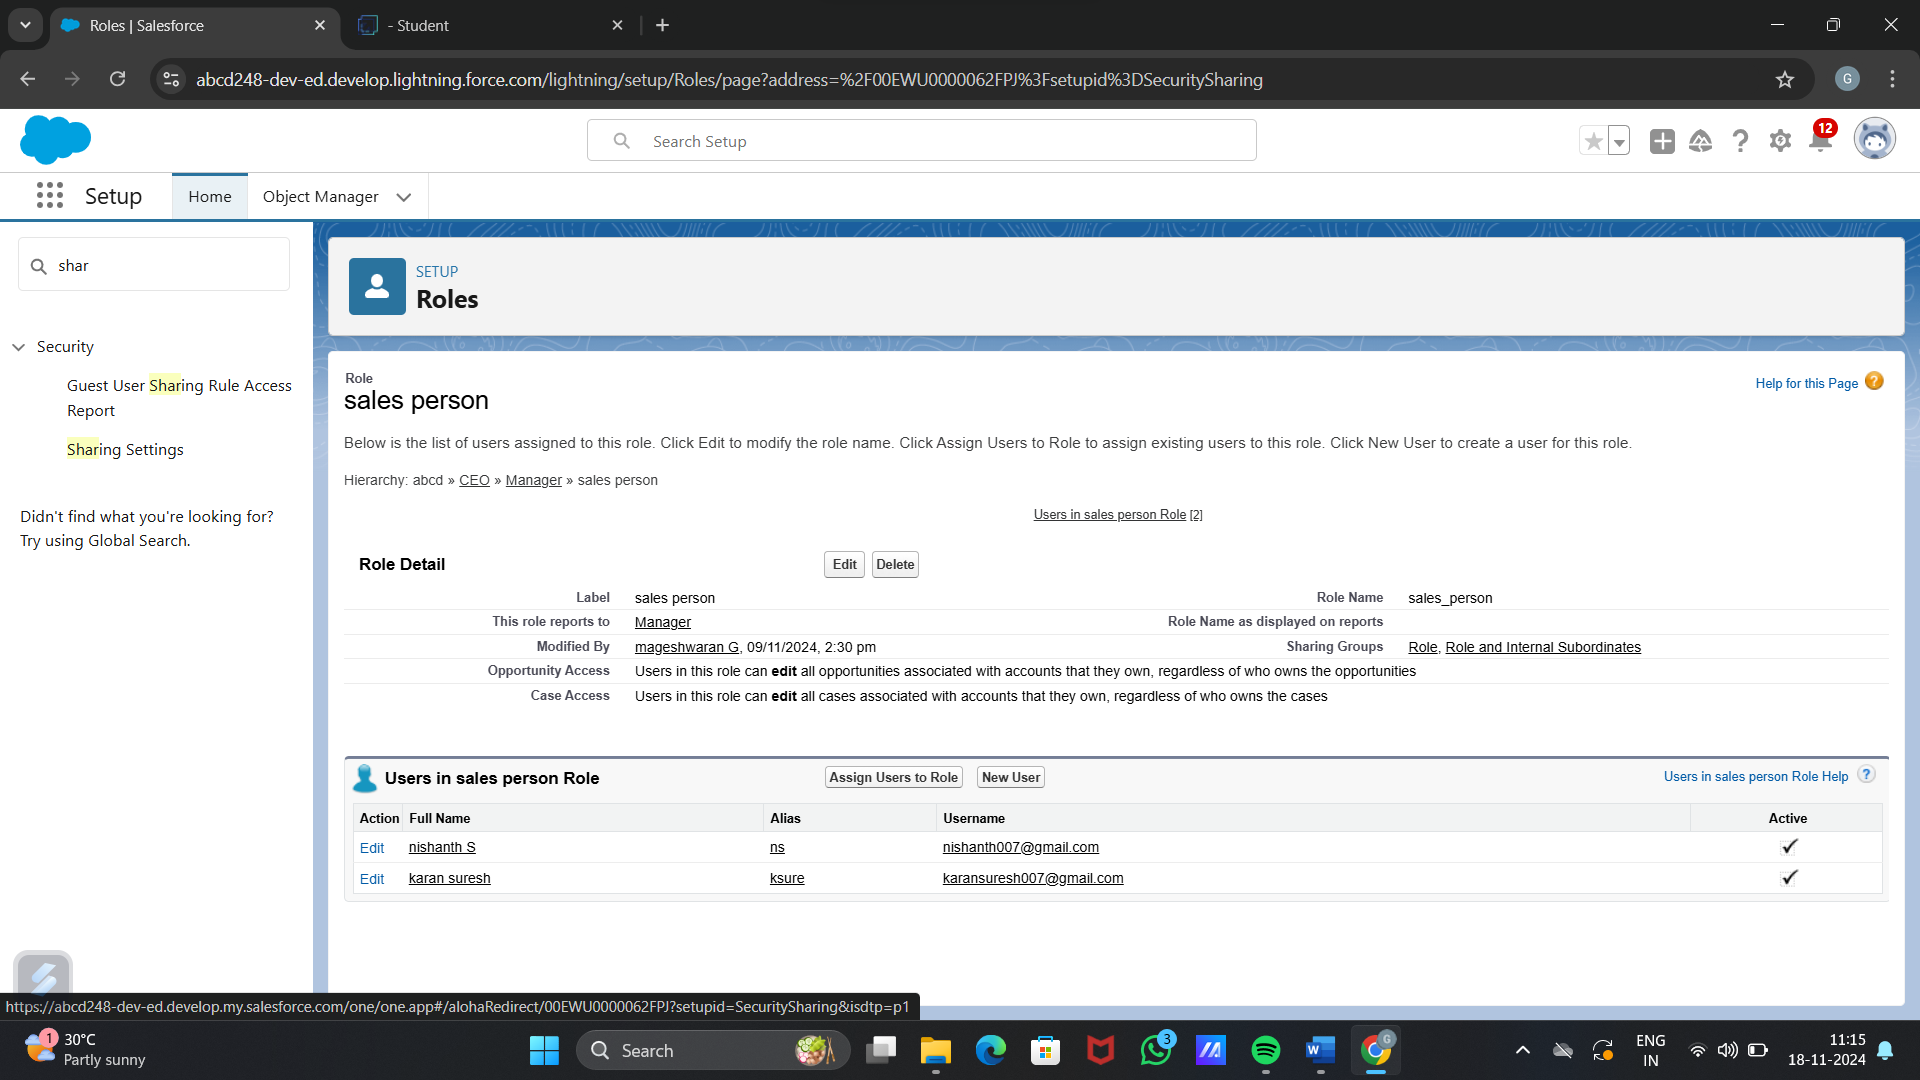 Roles | Salesforce
- Student
abcd248-dev-ed.develop.lightning.force.com/lightning/setup/Roles/page?address=%2F00EWU0000062FPJ%3Fsetupid%3DSecuritySharing
G
Search Setup
12
Setup
Home
Object Manager
shar
Security
Guest User Sharing Rule Access
Report
Sharing Settings
Didn't find what you're looking for?
Try using Global Search.
SETUP
Roles
Role
sales person
Help for this Page ?
Below is the list of users assigned to this role. Click Edit to modify the role name. Click Assign Users to Role to assign existing users to this role. Click New User to create a user for this role.
Hierarchy: abcd » CEO » Manager » sales person
Users in sales person Role [2]
Role Detail
Edit
Delete
Label sales person Role Name sales_person
This role reports to Manager Role Name as displayed on reports
Modified By mageshwaran G, 09/11/2024, 2:30 pm Sharing Groups Role, Role and Internal Subordinates
Opportunity Access Users in this role can edit all opportunities associated with accounts that they own, regardless of who owns the opportunities
Case Access Users in this role can edit all cases associated with accounts that they own, regardless of who owns the cases
Users in sales person Role
Assign Users to Role
New User
Users in sales person Role Help ?
Action Full Name Alias Username Active
Edit nishanth S ns nishanth007@gmail.com
Edit karan suresh ksure karansuresh007@gmail.com
https://abcd248-dev-ed.develop.my.salesforce.com/one/one.app#/alohaRedirect/00EWU0000062FPJ?setupid=SecuritySharing&isdtp=p1
1
30°C
Partly sunny
Search
3
W
G
ENG
IN
11:15
18-11-2024